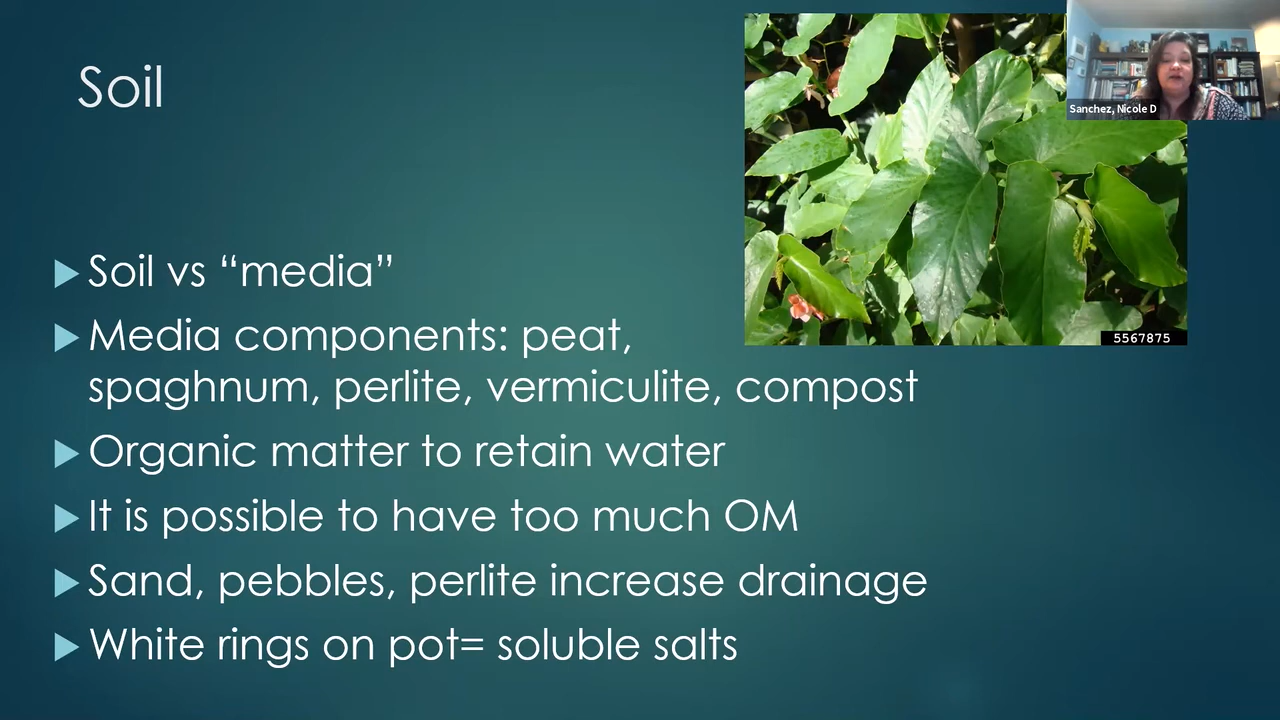 Soil
Sanchez, Nicole D
5567875
Soil vs “media”
Media components: peat,
spaghnum, perlite, vermiculite, compost
Organic matter to retain water
It is possible to have too much OM
Sand, pebbles, perlite increase drainage
White rings on pot= soluble salts